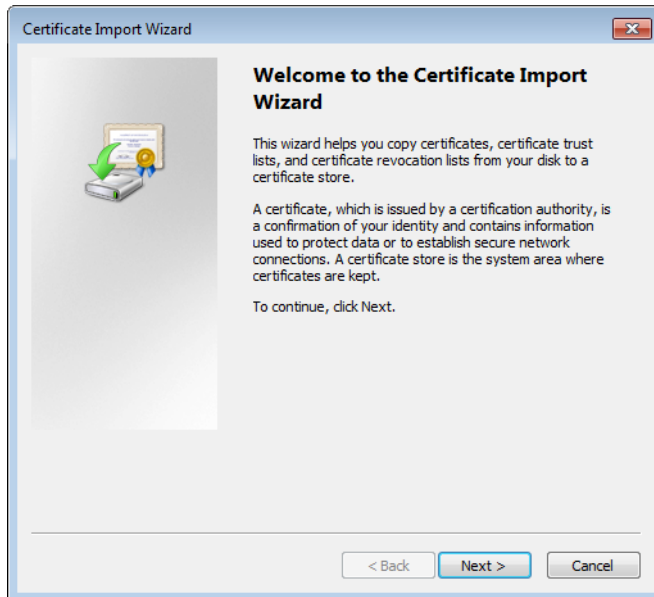 Certificate Import Wizard
Welcome to the Certificate Import
Wizard
This wizard helps you copy certificates, certificate trust
lists, and certificate revocation lists from your disk to a
certificate store.
A certificate, which is issued by a certification authority, is
a confirmation of your identity and contains information
used to protect data or to establish secure network
connections. A certificate store is the system area where
certificates are kept.
To continue, click Next.
< Back Next > Cancel